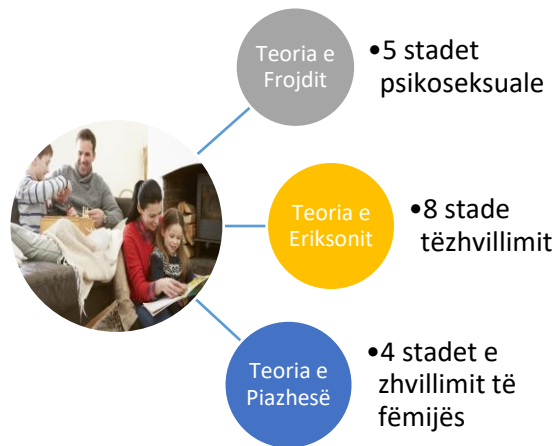 Teoria e
Frojdit
•5 stadet
psikoseksuale
Teoria e
Eriksonit
•8 stade
tëzhvillimit
Teoria e
Piazhesë
•4 stadet e
zhvillimit të
fëmijës